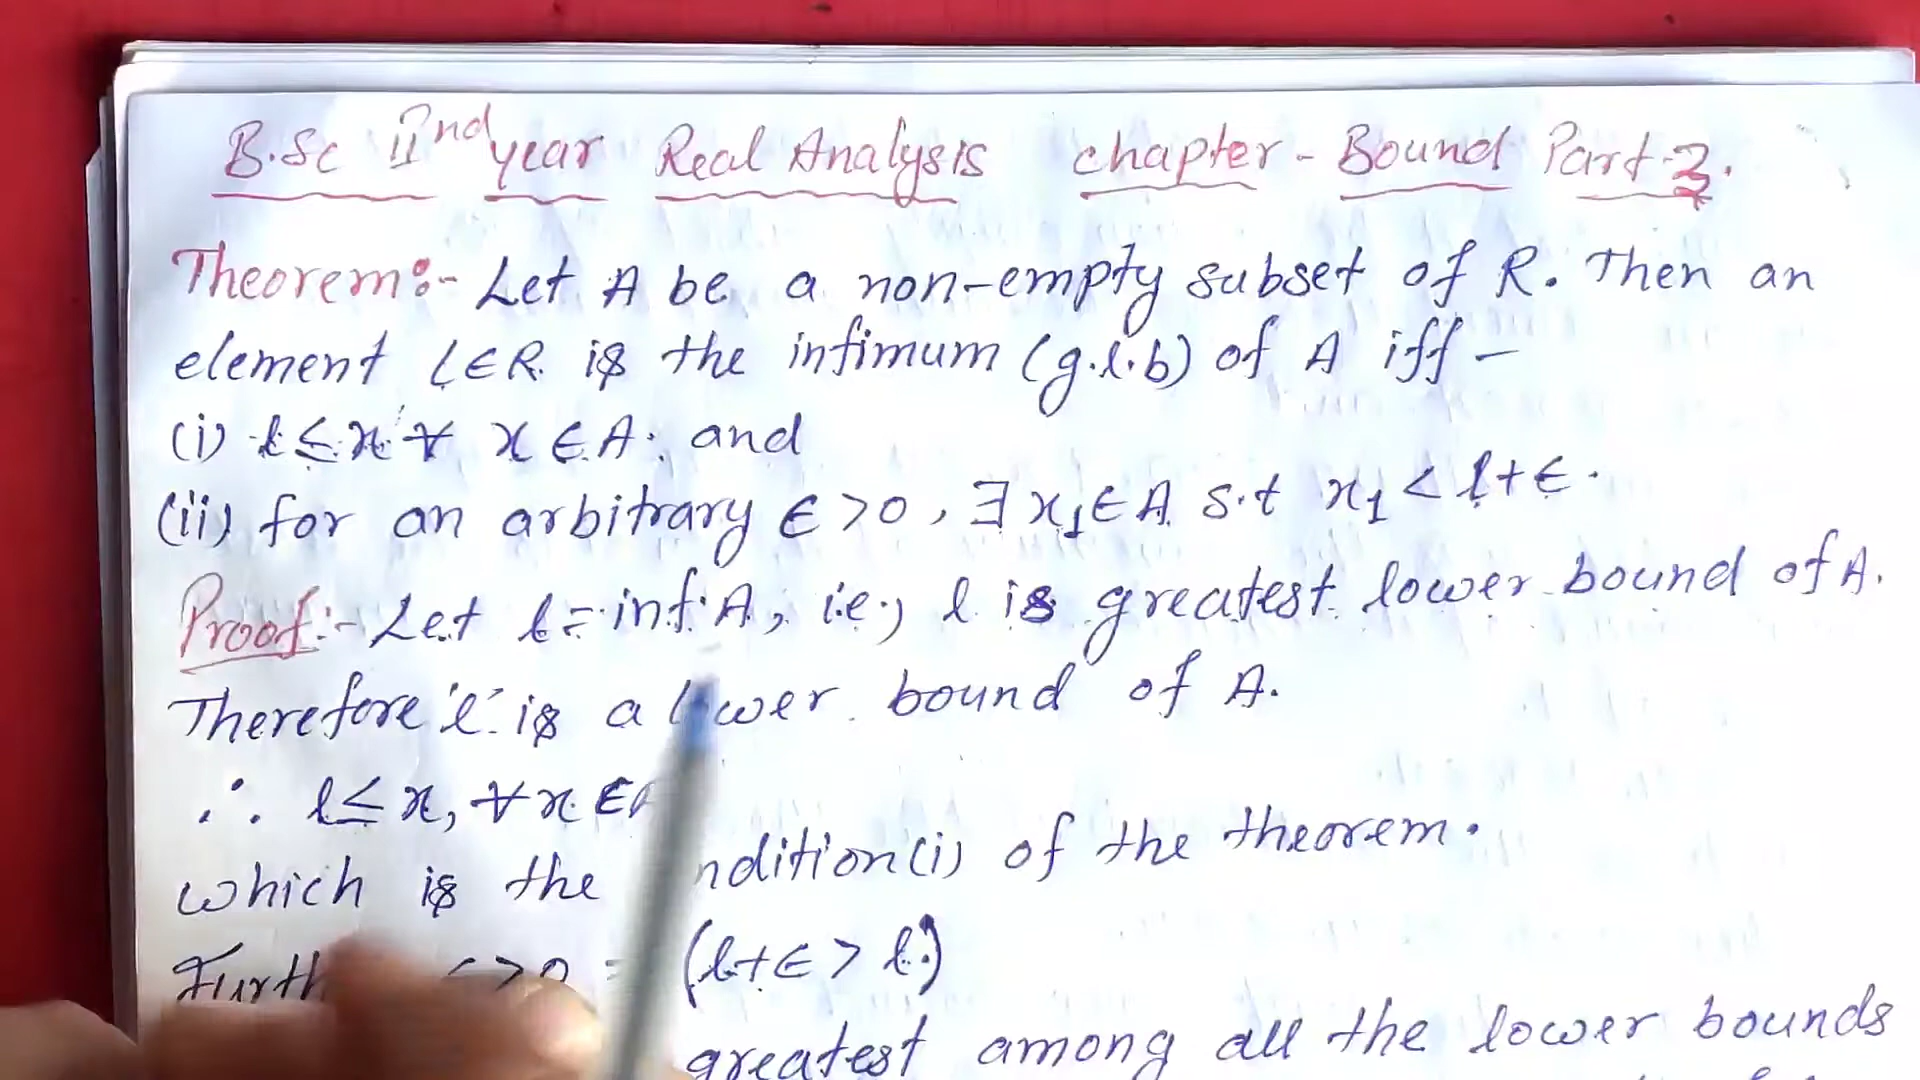 B.Sc IInd year Real Analysis chapter - Bound Part-3.
Theorem:- Let A be a non-empty subset of R. Then an
element l∈R is the infimum (g.l.b) of A iff -
(i) l ≤ x ∀ x ∈ A. and
(ii) for an arbitrary ∈ > 0, ∃ x₁ ∈ A s.t x₁ < l + ∈.
Proof:- Let l = inf. A, i.e., l is greatest lower bound of A.
Therefore 'l' is a lower bound of A.
∴ l ≤ x, ∀ x ∈
which is the (i) of the theorem.
> 0 (l + ∈ > l.)
greatest among all the lower bounds